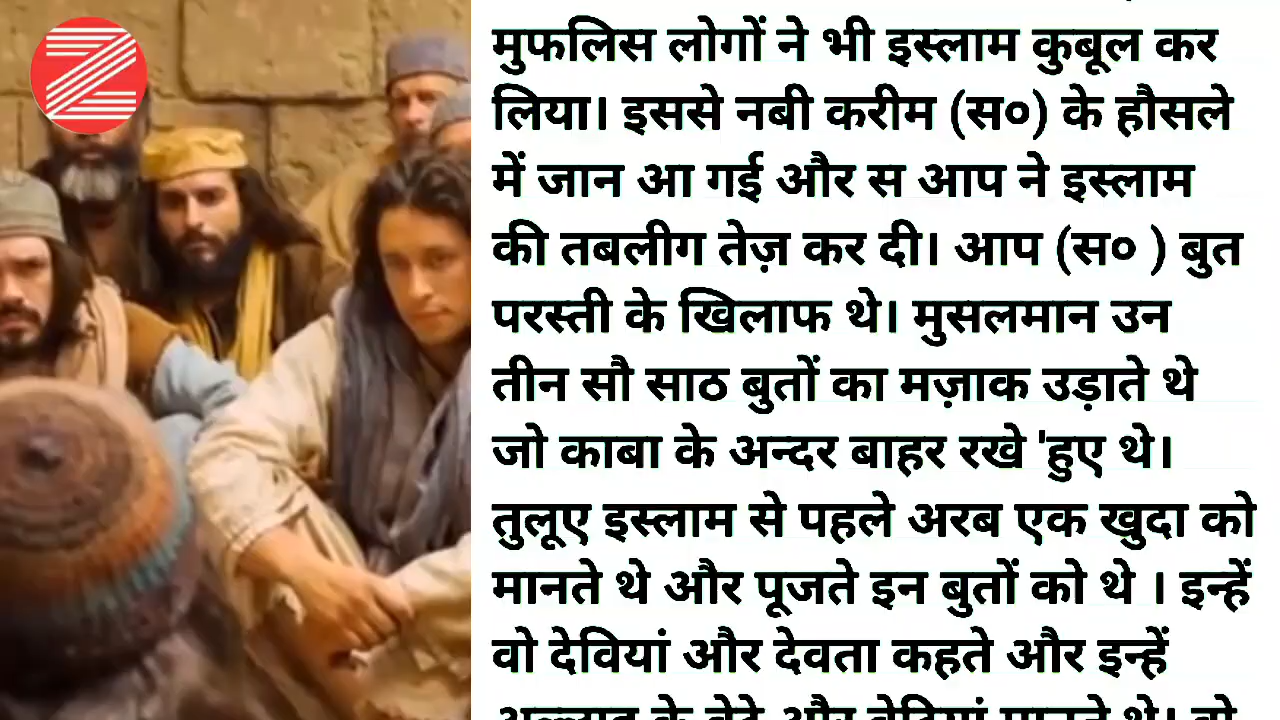 मुफलिस लोगों ने भी इस्लाम कुबूल कर
लिया। इससे नबी करीम (स०) के हौसले
में जान आ गई और स आप ने इस्लाम
की तबलीग तेज़ कर दी। आप (स० ) बुत
परस्ती के खिलाफ थे। मुसलमान उन
तीन सौ साठ बुतों का मज़ाक उड़ाते थे
जो काबा के अन्दर बाहर रखे 'हुए थे।
तुलूए इस्लाम से पहले अरब एक खुदा को
मानते थे और पूजते इन बुतों को थे । इन्हें
वो देवियां और देवता कहते और इन्हें